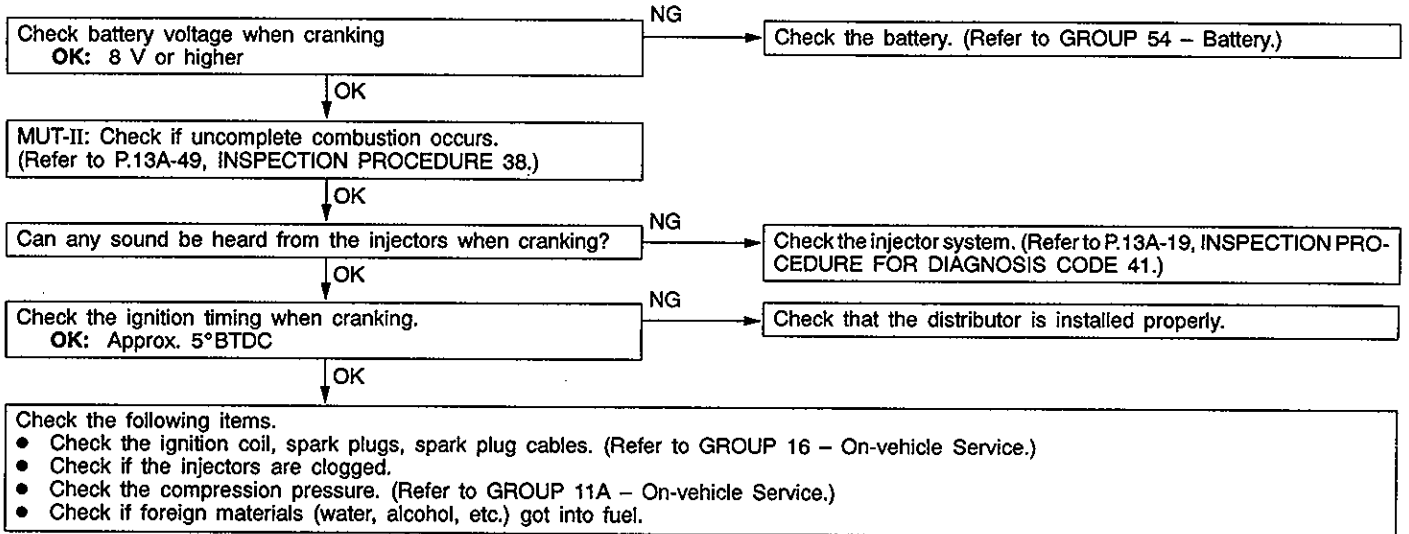 NG
Check battery voltage when cranking
OK: 8 V or higher
Check the battery. (Refer to GROUP 54 – Battery.)
OK
MUT-II: Check if uncomplete combustion occurs.
(Refer to P.13A-49, INSPECTION PROCEDURE 38.)
OK
NG
Can any sound be heard from the injectors when cranking?
Check the injector system. (Refer to P.13A-19, INSPECTION PRO-
CEDURE FOR DIAGNOSIS CODE 41.)
OK
NG
Check the ignition timing when cranking.
OK: Approx. 5°BTDC
Check that the distributor is installed properly.
OK
Check the following items.
● Check the ignition coil, spark plugs, spark plug cables. (Refer to GROUP 16 – On-vehicle Service.)
● Check if the injectors are clogged.
● Check the compression pressure. (Refer to GROUP 11A – On-vehicle Service.)
● Check if foreign materials (water, alcohol, etc.) got into fuel.